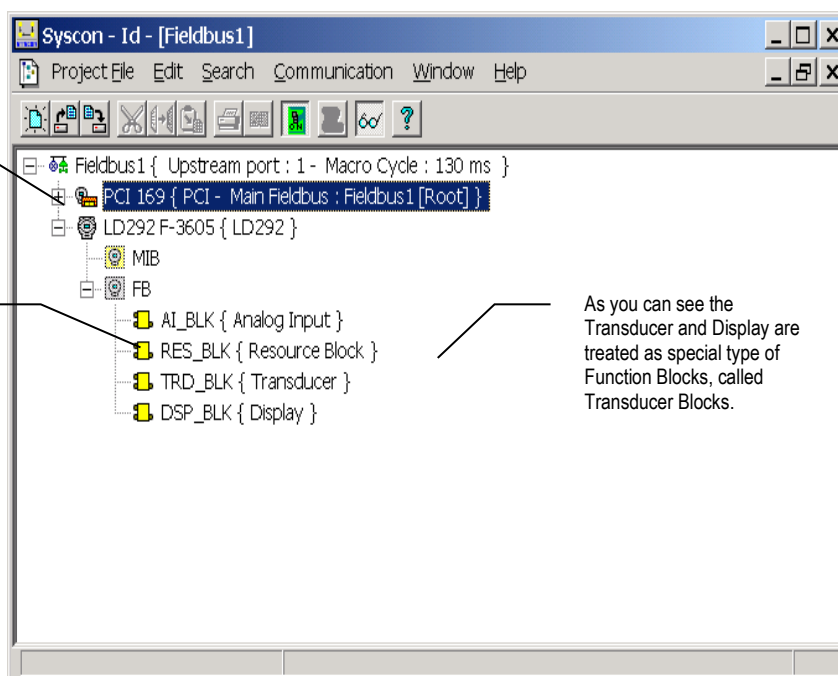 Syscon - Id - [Fieldbus1]
Project File Edit Search Communication Window Help
Fieldbus1 { Upstream port : 1 - Macro Cycle : 130 ms }
PCI 169 { PCI - Main Fieldbus : Fieldbus1 [Root] }
LD292 F-3605 { LD292 }
MIB
FB
AI_BLK { Analog Input }
RES_BLK { Resource Block }
TRD_BLK { Transducer }
DSP_BLK { Display }
As you can see the
Transducer and Display are
treated as special type of
Function Blocks, called
Transducer Blocks.